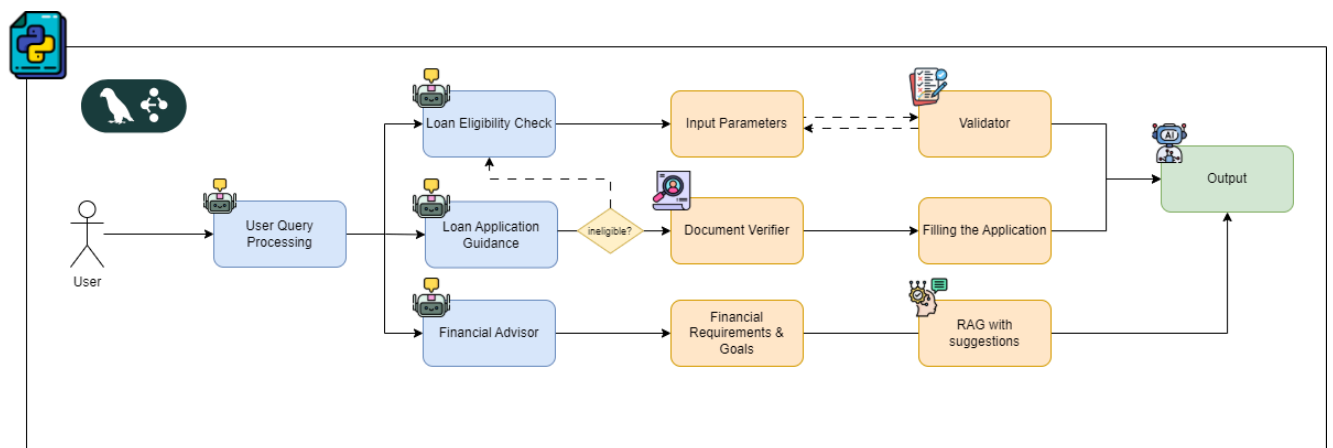 Loan Eligibility Check
Input Parameters
Validator
AI
Output
User Query
Processing
Loan Application
Guidance
ineligible?
Document Verifier
Filling the Application
User
Financial Advisor
Financial
Requirements &
Goals
RAG with
suggestions